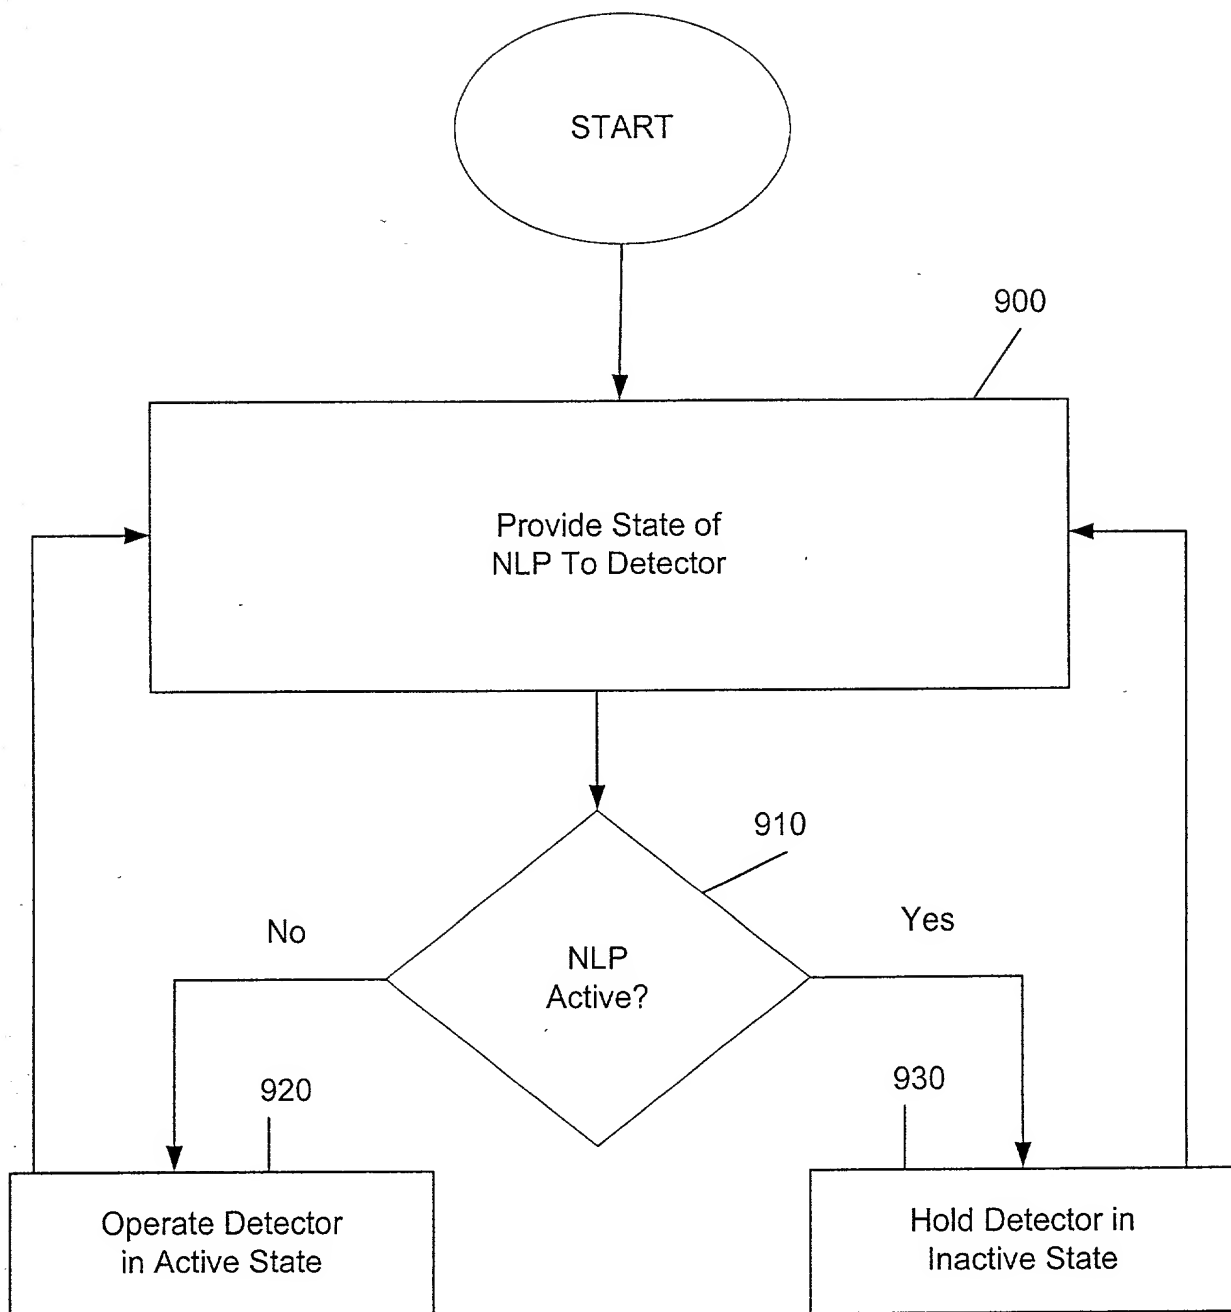 START
900
Provide State of
NLP To Detector
910
No
Yes
NLP
Active?
920
930
Operate Detector
in Active State
Hold Detector in
Inactive State